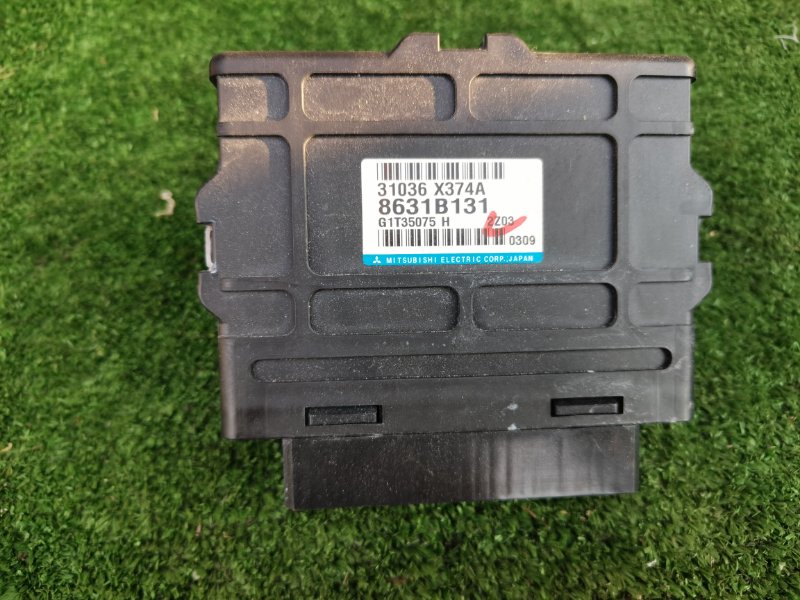 31036 X374A
8631B131
G1T35075 H 2Z03
0309
MITSUBISHI ELECTRIC CORP., JAPAN